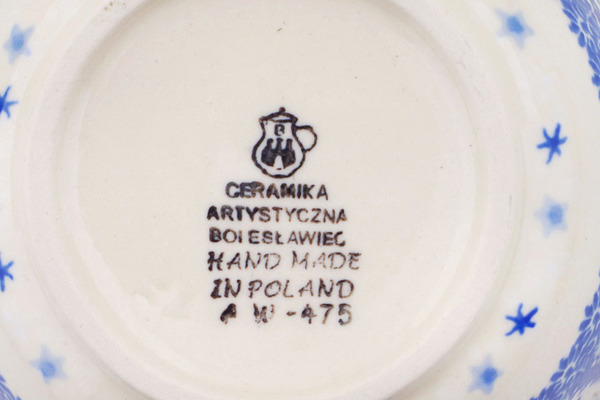 B
CERAMIKA
ARTYSTYCZNA
BOLESŁAWIEC
HAND MADE
IN POLAND
A W-475